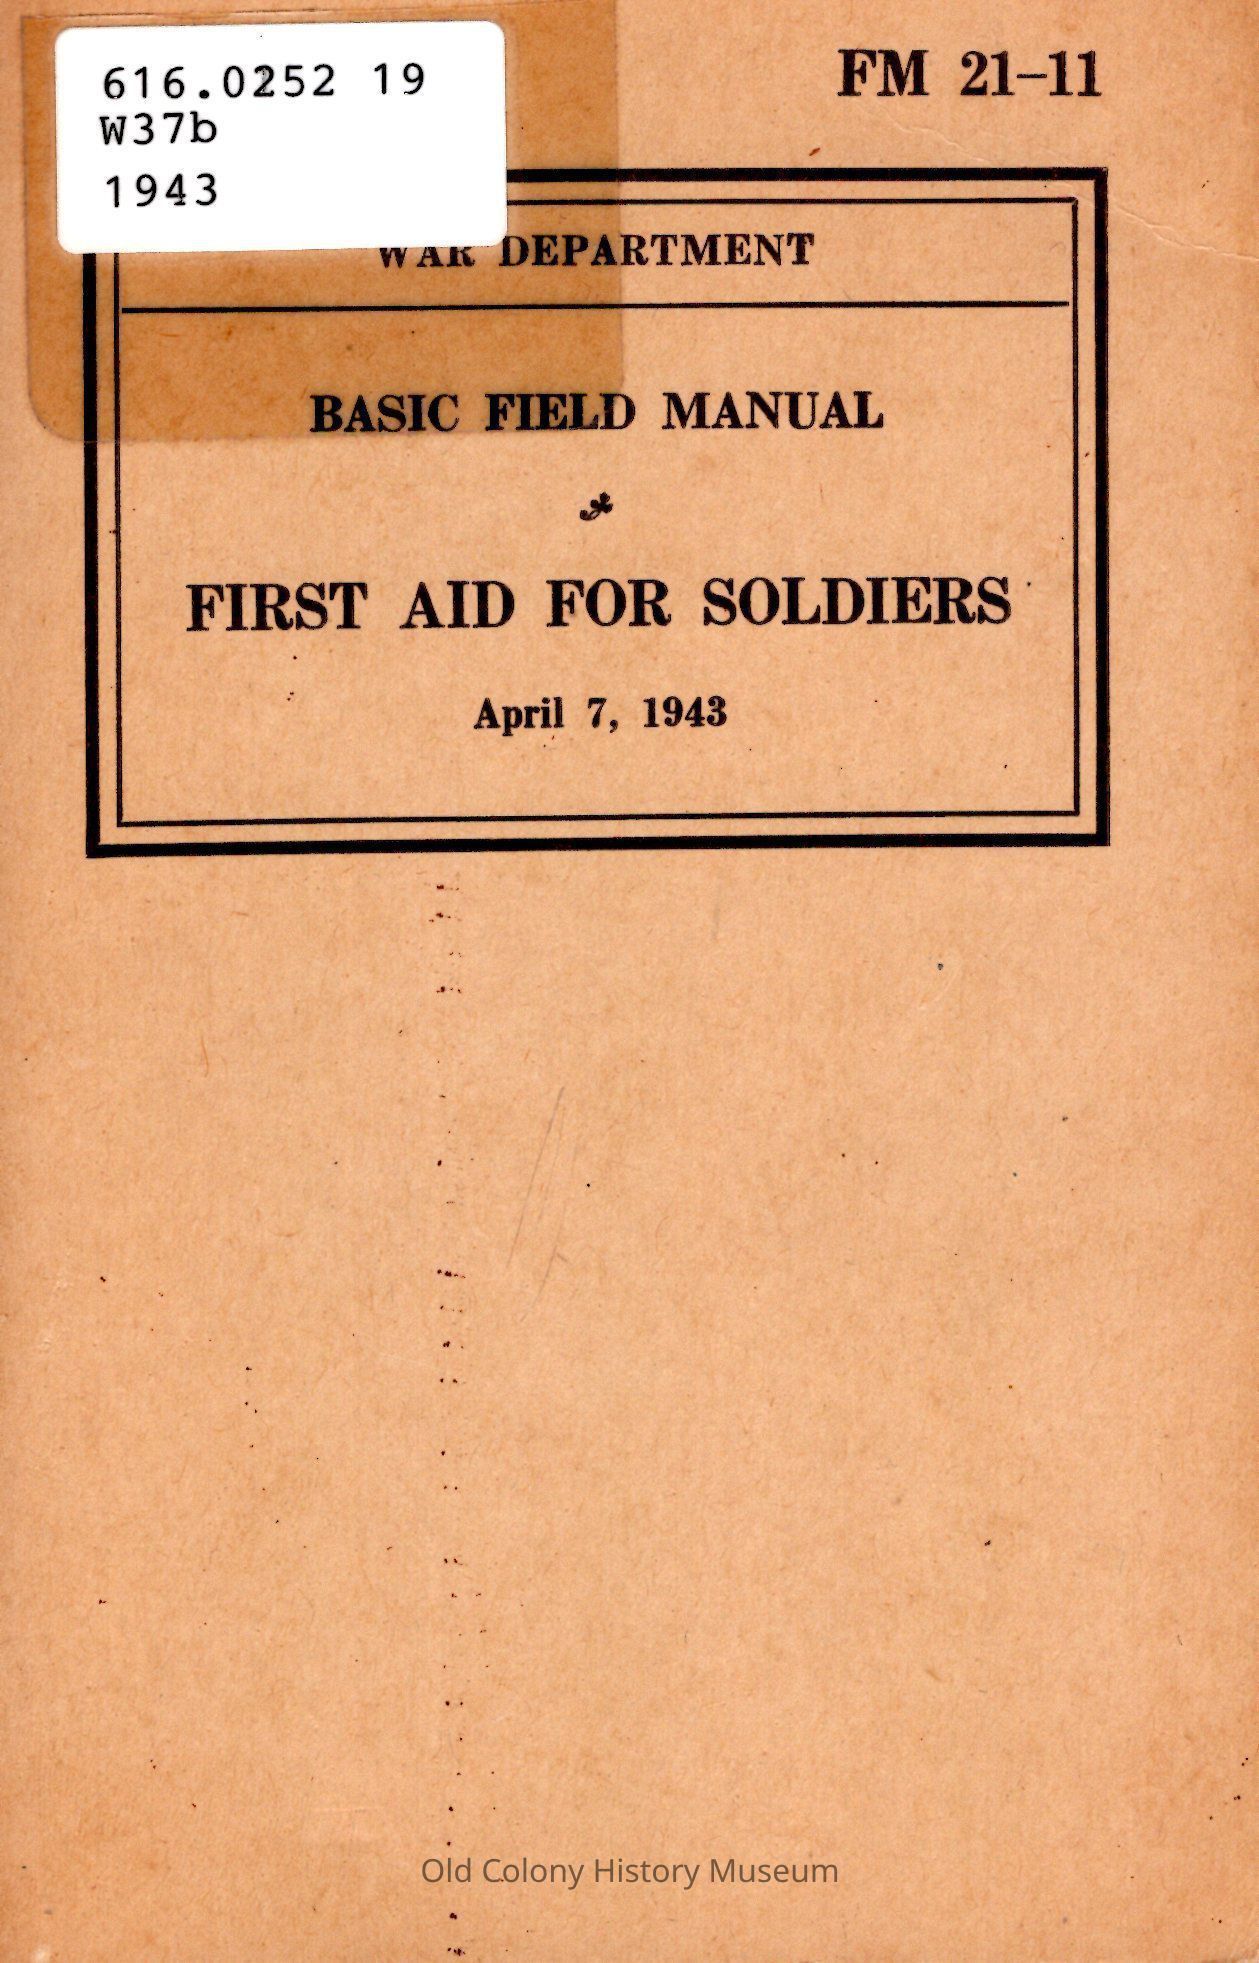 616.0252 19
W37b
1943
FM 21–11
WAR DEPARTMENT
BASIC FIELD MANUAL
FIRST AID FOR SOLDIERS
April 7, 1943
Old Colony History Museum